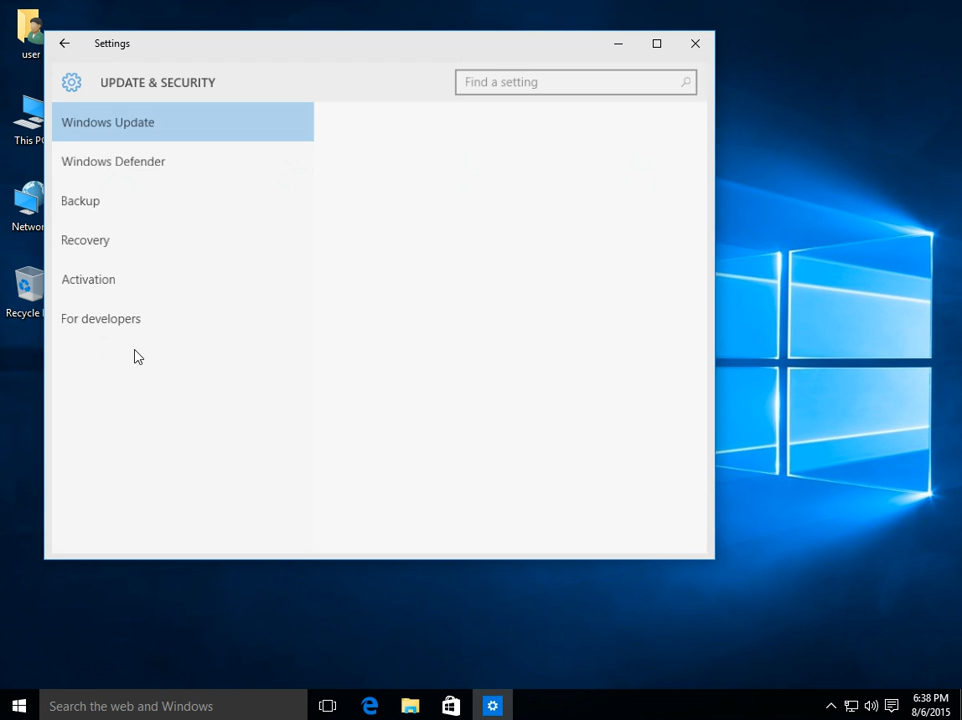 user
Settings
UPDATE & SECURITY
Find a setting
Windows Update
This PC
Windows Defender
Backup
Networ
Recovery
Activation
Recycle
For developers
Search the web and Windows
6:38 PM
8/6/2015